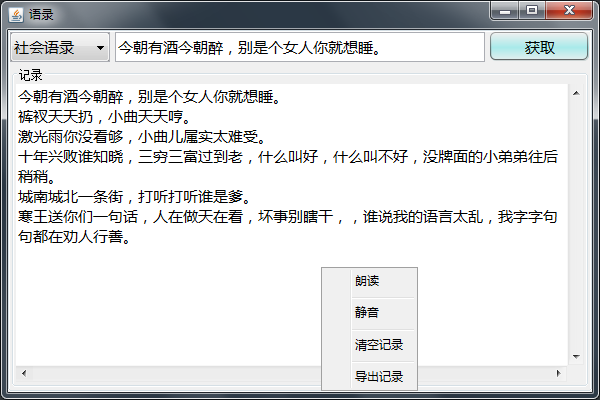 语录
社会语录
今朝有酒今朝醉，别是个女人你就想睡。
获取
记录
今朝有酒今朝醉，别是个女人你就想睡。
裤衩天天扔，小曲天天哼。
激光雨你没看够，小曲儿属实太难受。
十年兴败谁知晓，三穷三富过到老，什么叫好，什么叫不好，没牌面的小弟弟往后
稍稍。
城南城北一条街，打听打听谁是爹。
寒王送你们一句话，人在做天在看，坏事别瞎干，，谁说我的语言太乱，我字字句
句都在劝人行善。
朗读
静音
清空记录
导出记录